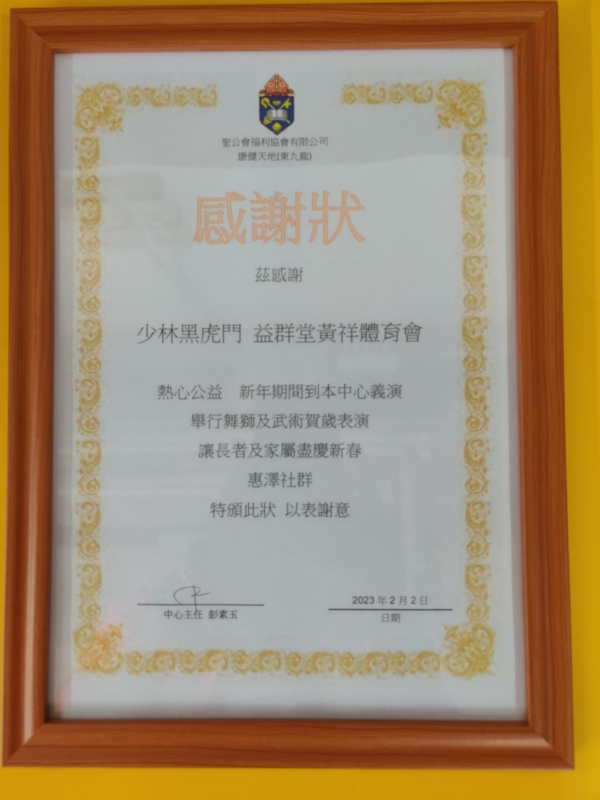 聖公會福利協會有限公司
康健天地(東九龍)
感謝狀
茲感謝
少林黑虎門 益群堂黃祥體育會
熱心公益 新年期間到本中心義演
舉行舞獅及武術賀歲表演
讓長者及家屬盡慶新春
惠澤社群
特頒此狀 以表謝意
中心主任 彭素玉
2023 年 2 月 2 日
日期